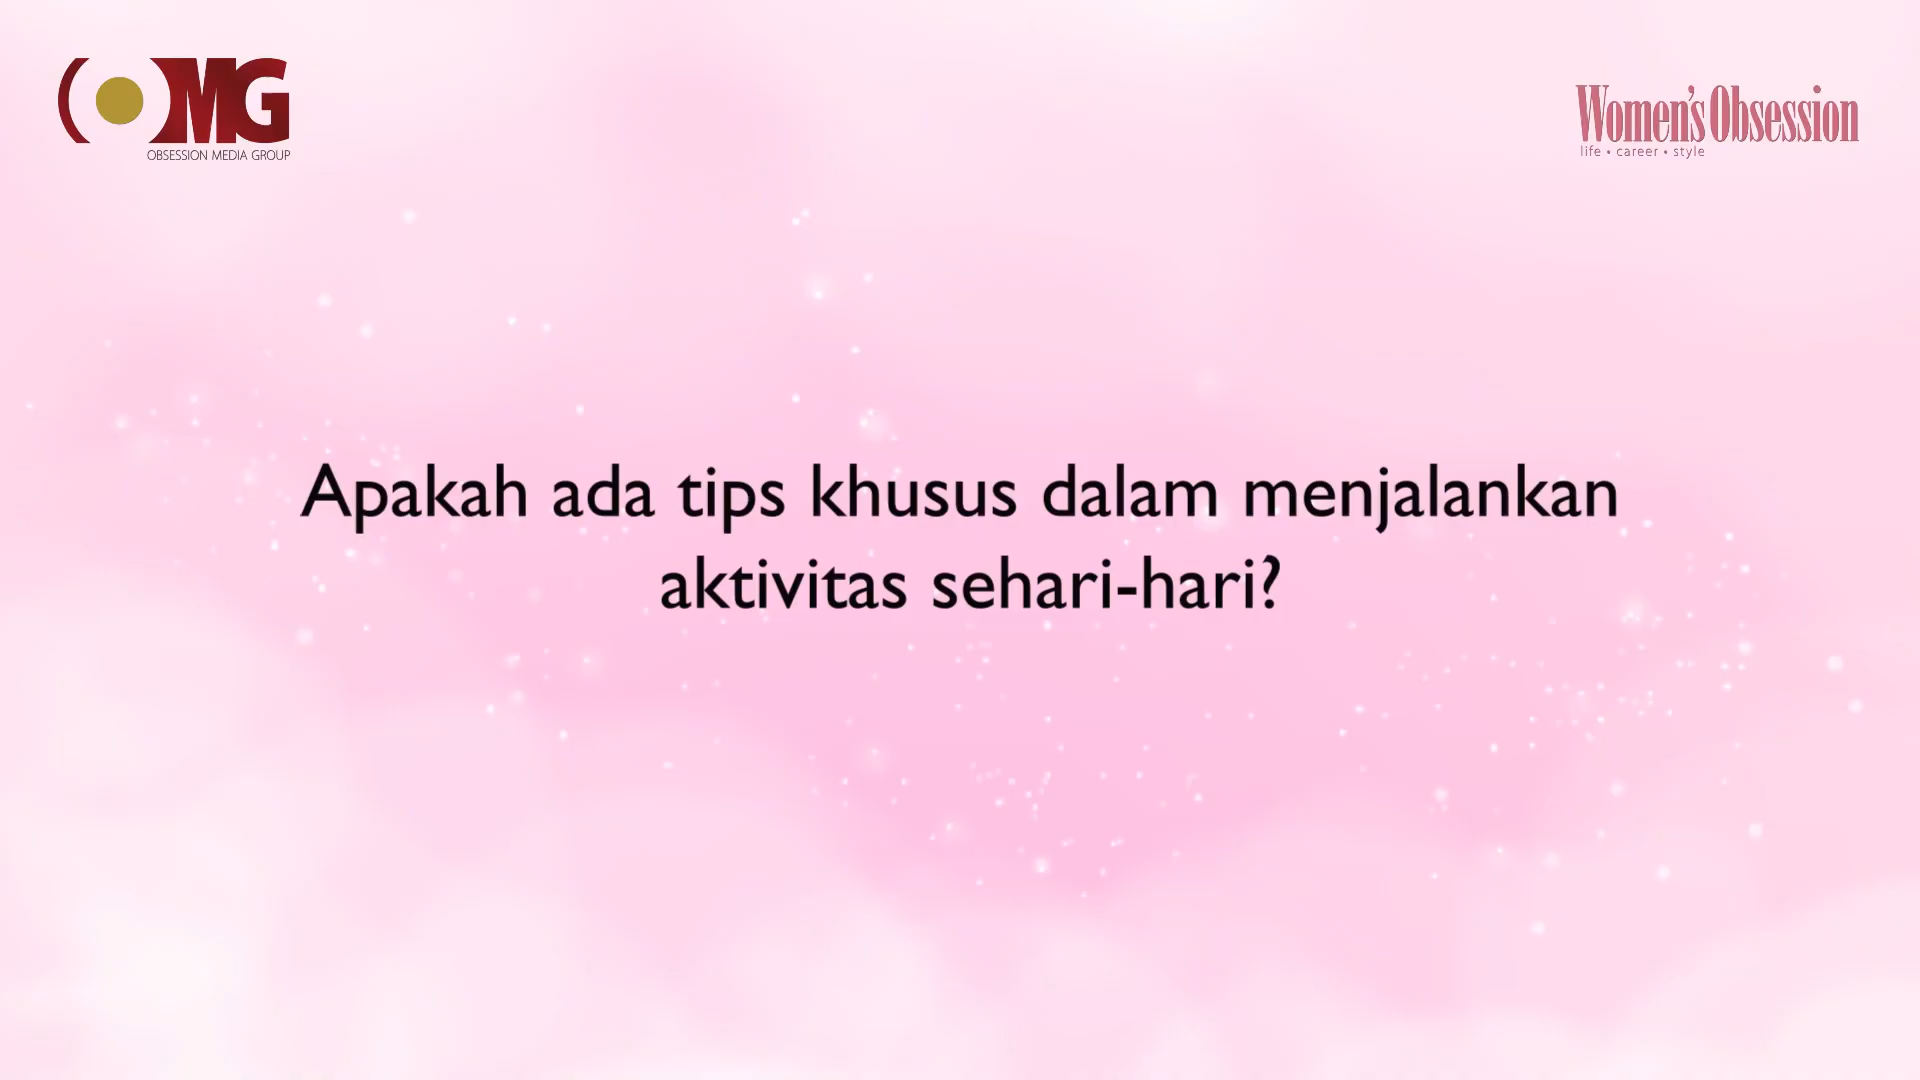 OMG
OBSESSION MEDIA GROUP
Women's Obsession
life • career • style
Apakah ada tips khusus dalam menjalankan
aktivitas sehari-hari?